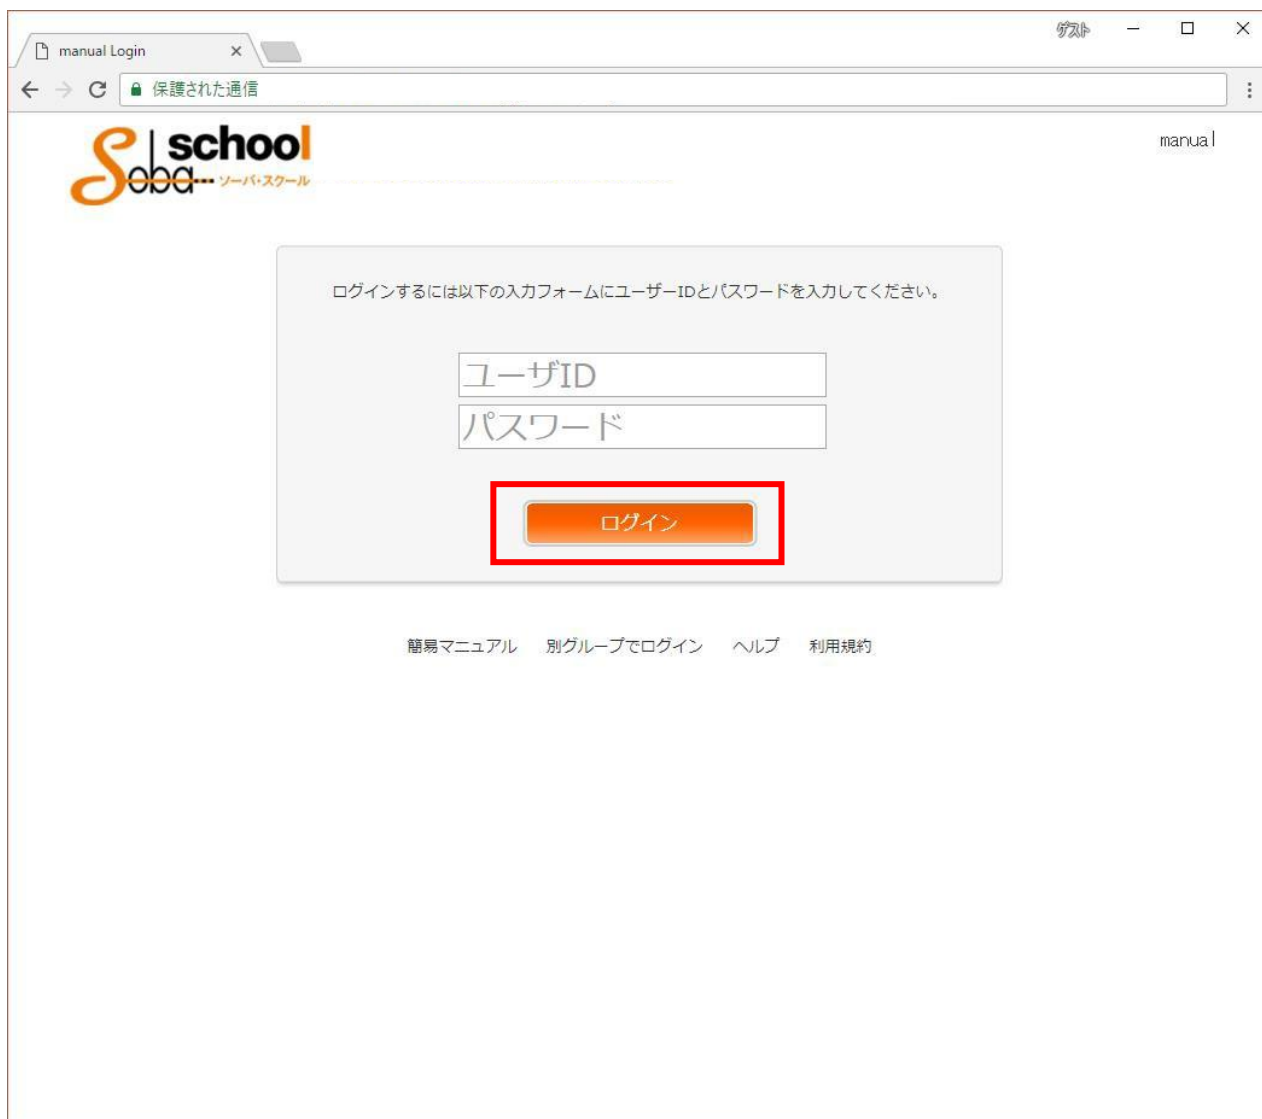 ゲスト
manual Login
保護された通信
Soba school
ソーバ・スクール
manual
ログインするには以下の入力フォームにユーザーIDとパスワードを入力してください。
ユーザID
パスワード
ログイン
簡易マニュアル 別グループでログイン ヘルプ 利用規約